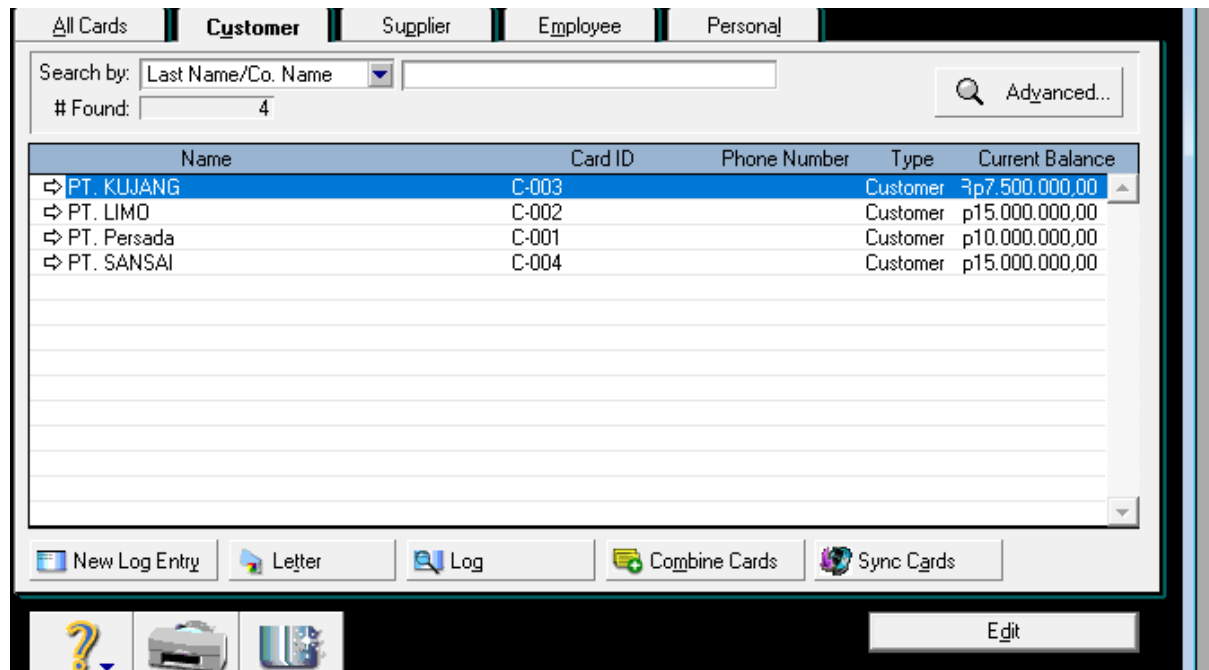 All Cards Customer Supplier Employee Personal
Search by: Last Name/Co. Name
Advanced...
# Found: 4
Name Card ID Phone Number Type Current Balance
PT. KUJANG C-003 Customer Rp7.500.000,00
PT. LIMO C-002 Customer p15.000.000,00
PT. Persada C-001 Customer p10.000.000,00
PT. SANSAI C-004 Customer p15.000.000,00
New Log Entry Letter Log Combine Cards Sync Cards
Edit